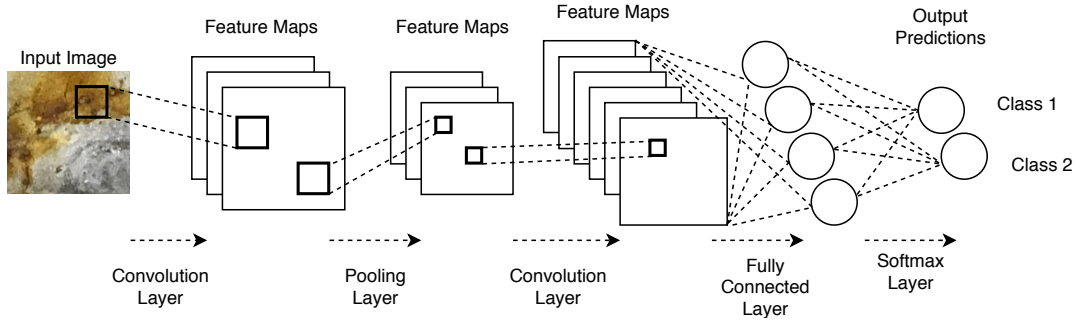 Input Image
Feature Maps
Feature Maps
Feature Maps
Output
Predictions
Class 1
Class 2
Convolution
Layer
Pooling
Layer
Convolution
Layer
Fully
Connected
Layer
Softmax
Layer